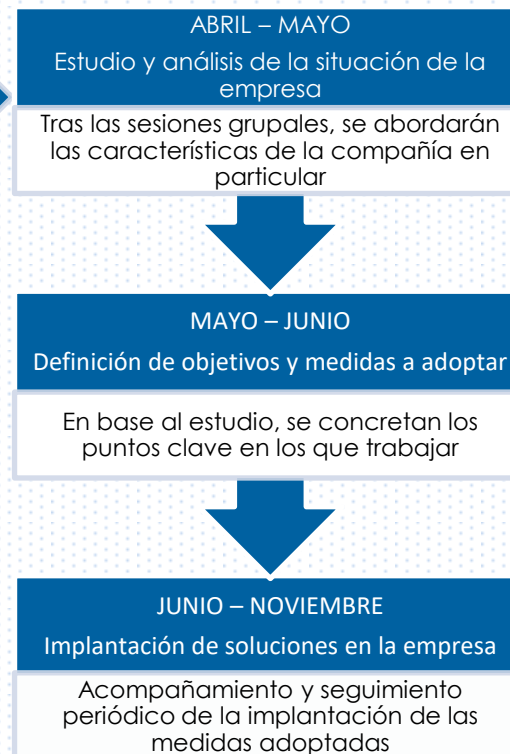 ABRIL – MAYO
Estudio y análisis de la situación de la
empresa
Tras las sesiones grupales, se abordarán
las características de la compañía en
particular
MAYO – JUNIO
Definición de objetivos y medidas a adoptar
En base al estudio, se concretan los
puntos clave en los que trabajar
JUNIO – NOVIEMBRE
Implantación de soluciones en la empresa
Acompañamiento y seguimiento
periódico de la implantación de las
medidas adoptadas